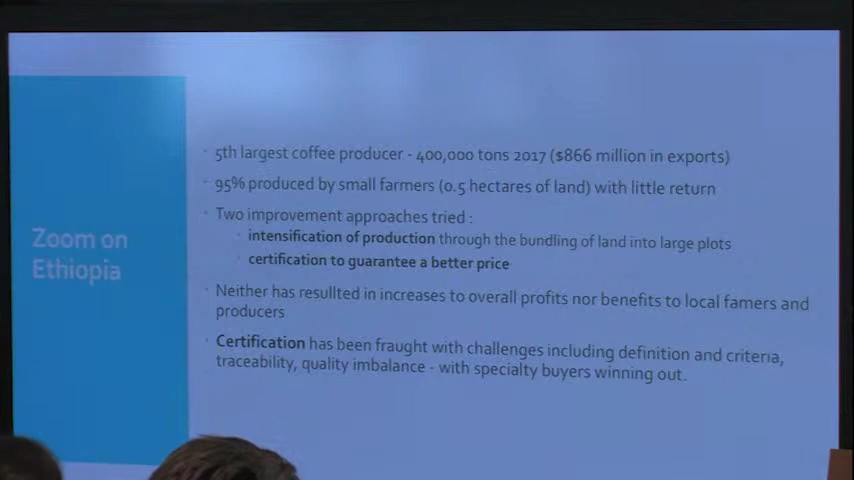 Zoom on
Ethiopia
5th largest coffee producer - 400,000 tons 2017 ($866 million in exports)
95% produced by small farmers (0.5 hectares of land) with little return
Two improvement approaches tried :
intensification of production through the bundling of land into large plots
certification to guarantee a better price
Neither has resullted in increases to overall profits nor benefits to local famers and
producers
Certification has been fraught with challenges including definition and criteria,
traceability, quality imbalance - with specialty buyers winning out.